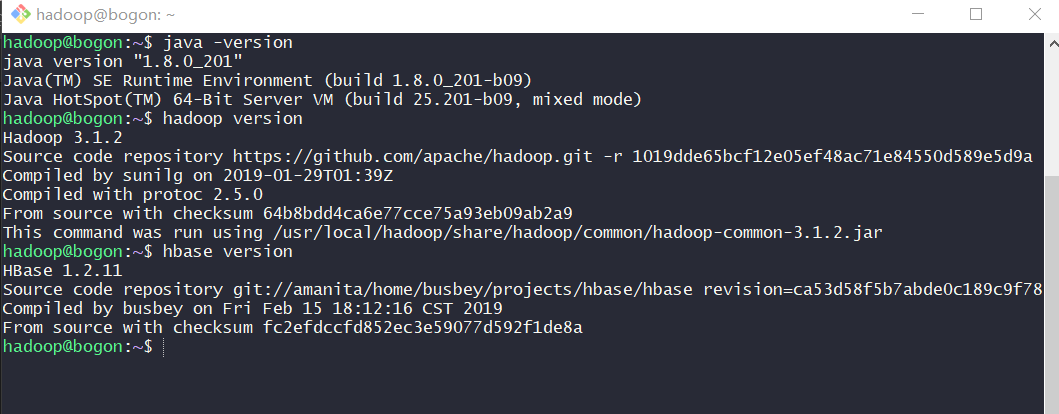 hadoop@bogon: ~
hadoop@bogon:~$ java -version
java version "1.8.0_201"
Java(TM) SE Runtime Environment (build 1.8.0_201-b09)
Java HotSpot(TM) 64-Bit Server VM (build 25.201-b09, mixed mode)
hadoop@bogon:~$ hadoop version
Hadoop 3.1.2
Source code repository https://github.com/apache/hadoop.git -r 1019dde65bcf12e05ef48ac71e84550d589e5d9a
Compiled by sunilg on 2019-01-29T01:39Z
Compiled with protoc 2.5.0
From source with checksum 64b8bdd4ca6e77cce75a93eb09ab2a9
This command was run using /usr/local/hadoop/share/hadoop/common/hadoop-common-3.1.2.jar
hadoop@bogon:~$ hbase version
HBase 1.2.11
Source code repository git://amanita/home/busbey/projects/hbase/hbase revision=ca53d58f5b7abde0c189c9f78
Compiled by busbey on Fri Feb 15 18:12:16 CST 2019
From source with checksum fc2efdccfd852ec3e59077d592f1de8a
hadoop@bogon:~$